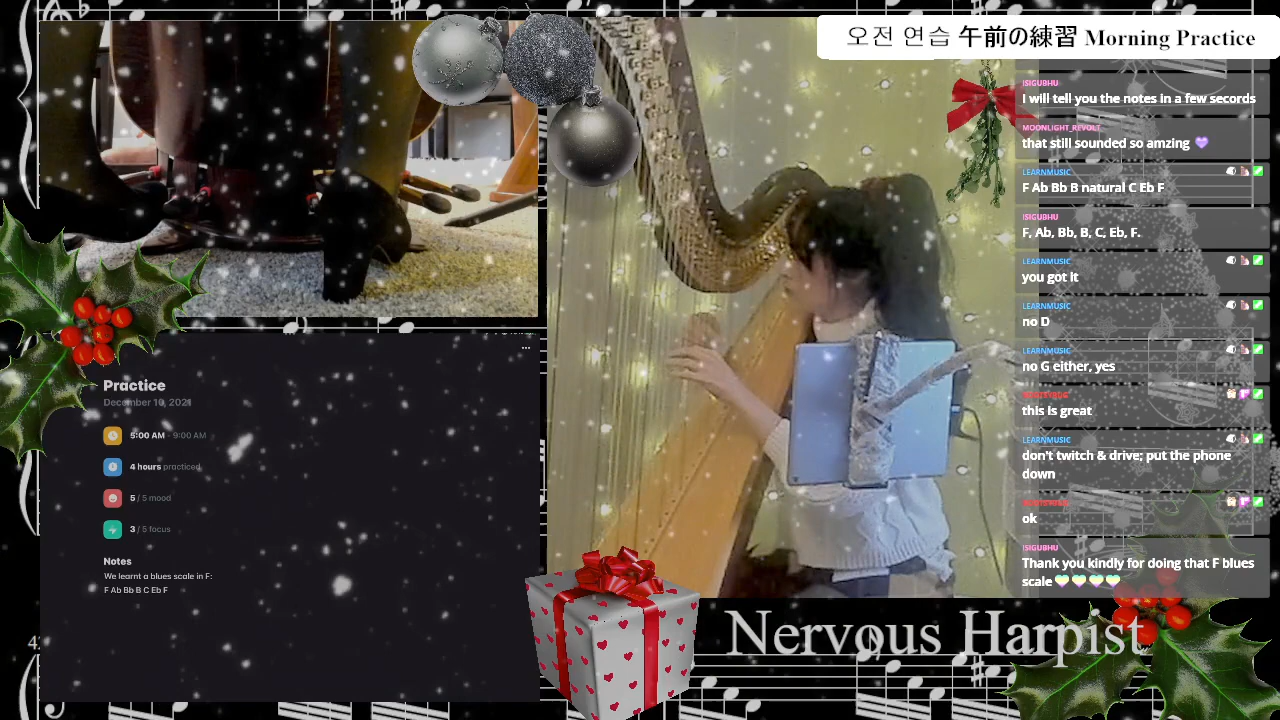 오전 연습 午前の練習 Morning Practice
ISIGUBHU
I will tell you the notes in a few secords
MOONLIGHT_REVOLT
that still sounded so amzing
LEARNMUSIC
F Ab Bb B natural C Eb F
ISIGUBHU
F, Ab, Bb, B, C, Eb, F.
LEARNMUSIC
you got it
LEARNMUSIC
no D
LEARNMUSIC
no G either, yes
this is great
LEARNMUSIC
don't twitch & drive; put the phone
down
ok
ISIGUBHU
Thank you kindly for doing that F blues
scale
Practice
December 10, 2021
5:00 AM - 9:00 AM
4 hours practiced
5 / 5 mood
3 / 5 focus
Notes
We learnt a blues scale in F:
F Ab Bb B C Eb F
Nervous Harpist